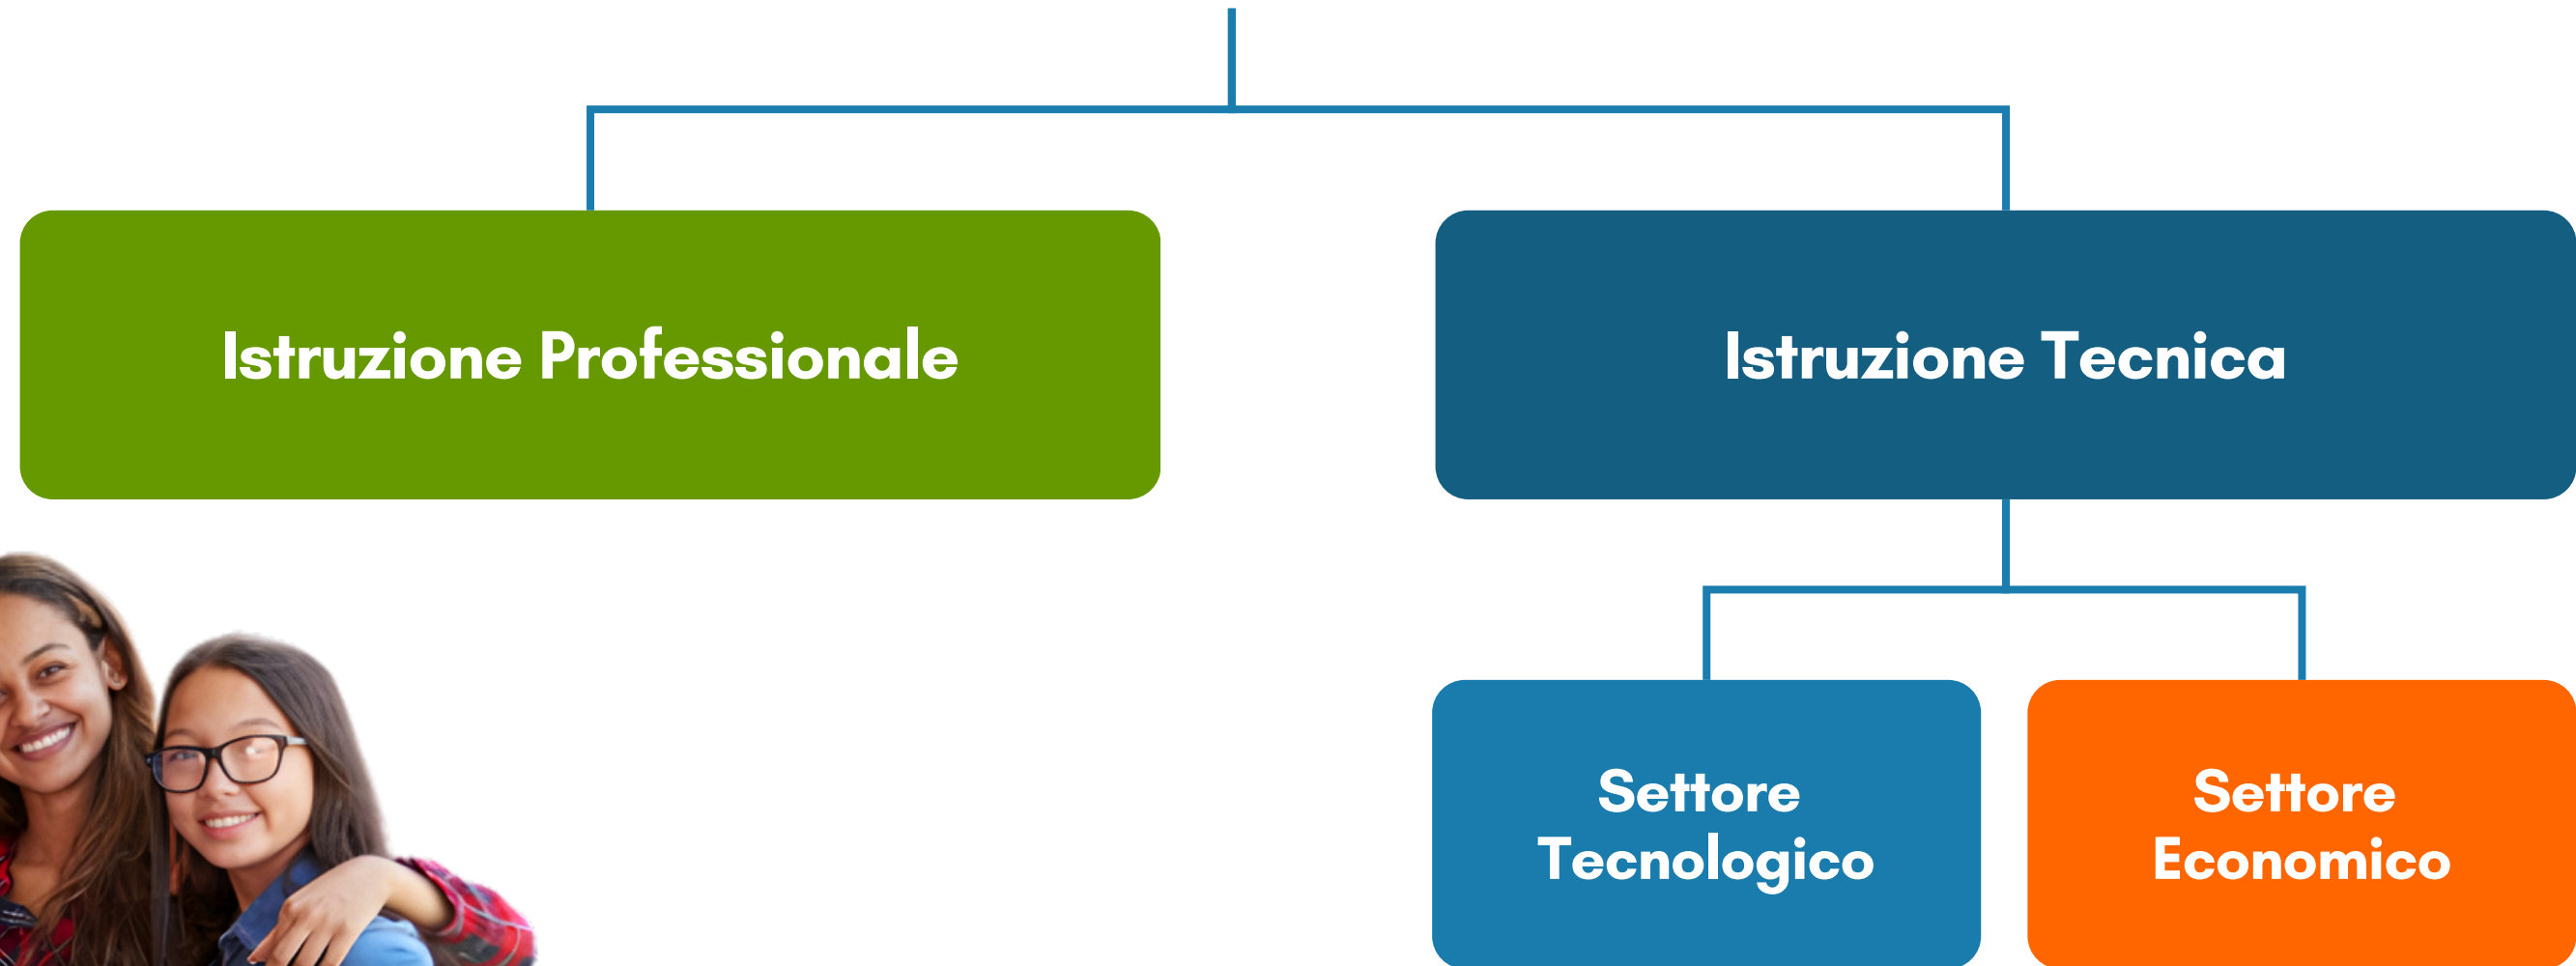 Istruzione Professionale
Istruzione Tecnica
Settore
Tecnologico
Settore
Economico